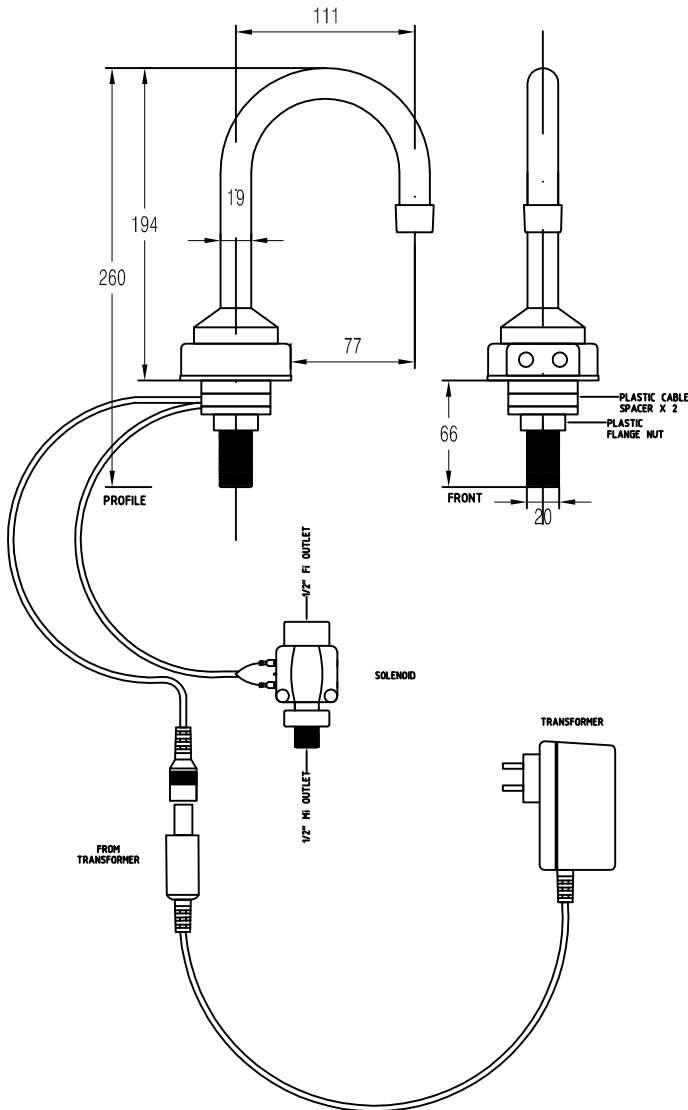 111
19
194
260
77
PLASTIC CABLE
SPACER X 2
PLASTIC
FLANGE NUT
66
PROFILE
FRONT
20
1/2" Fi OUTLET
SOLENOID
TRANSFORMER
1/2" Mi OUTLET
FROM
TRANSFORMER